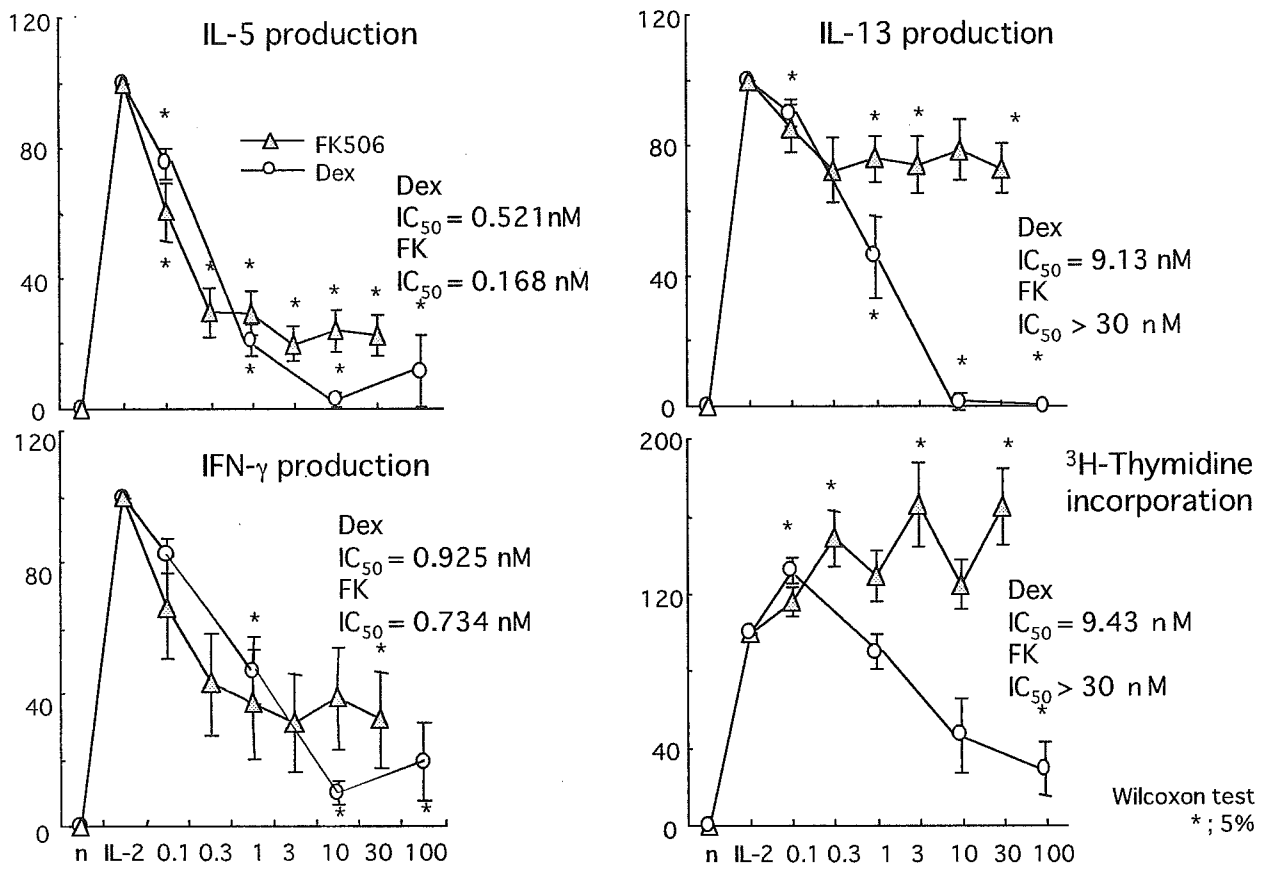 120
IL-5 production
*
FK506
Dex
80
Dex
IC50 = 0.521nM
FK
IC50 = 0.168 nM
* * *
* * * *
40
* *
0
120
IL-13 production
*
* * *
80
Dex
IC50 = 9.13 nM
FK
IC50 > 30 nM
40
*
* *
0
120
IFN-γ production
Dex
IC50 = 0.925 nM
FK
IC50 = 0.734 nM
80
*
*
40
* *
0
n IL-2 0.1 0.3 1 3 10 30 100
200
3H-Thymidine
incorporation
* *
*
*
120
Dex
IC50 = 9.43 nM
FK
IC50 > 30 nM
*
40
0
Wilcoxon test
* ; 5%
n IL-2 0.1 0.3 1 3 10 30 100